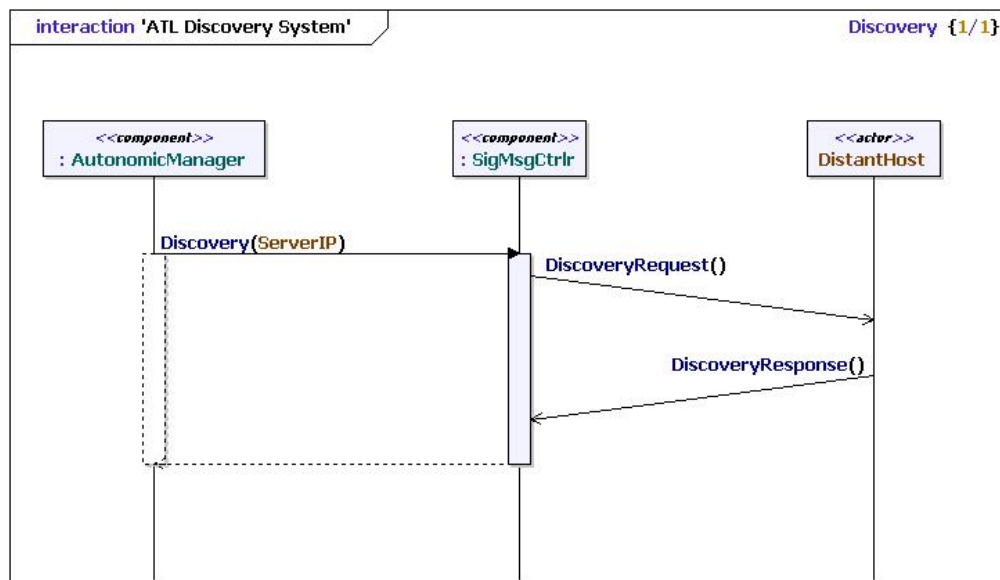 interaction 'ATL Discovery System'
Discovery {1/1}
<<component>>
: AutonomicManager
<<component>>
: SigMsgCtrlr
<<actor>>
DistantHost
Discovery(ServerIP)
DiscoveryRequest()
DiscoveryResponse()